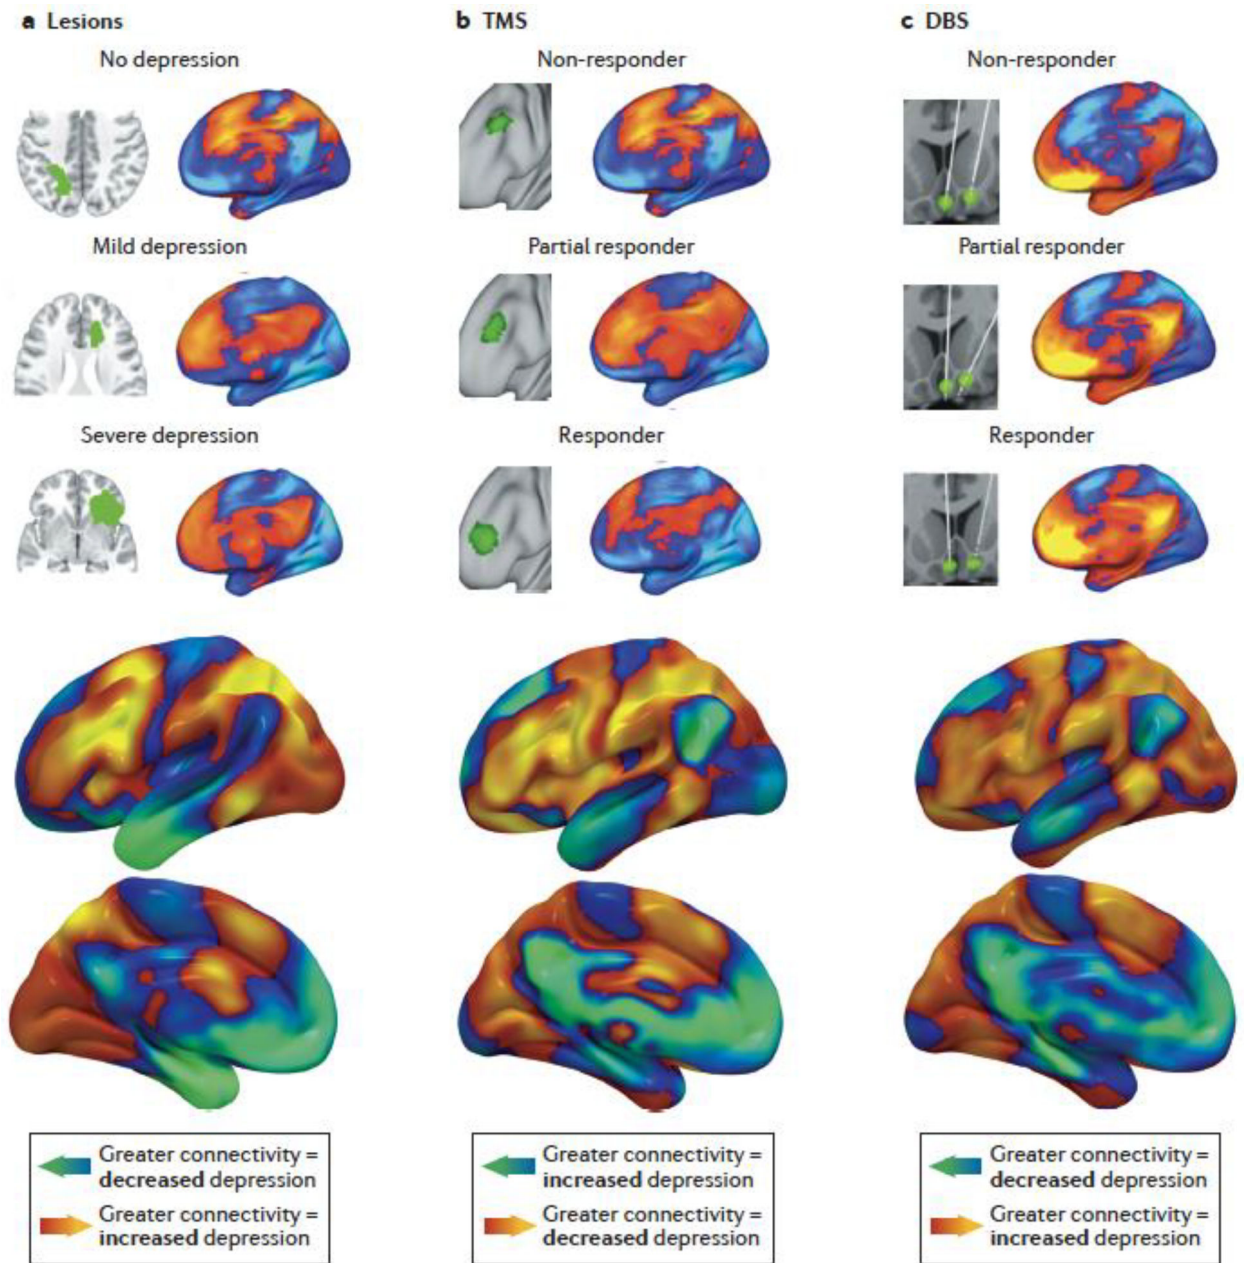 a Lesions
No depression
Mild depression
Severe depression
Greater connectivity =
decreased depression
Greater connectivity =
increased depression
b TMS
Non-responder
Partial responder
Responder
Greater connectivity =
increased depression
Greater connectivity =
decreased depression
c DBS
Non-responder
Partial responder
Responder
Greater connectivity =
decreased depression
Greater connectivity =
increased depression